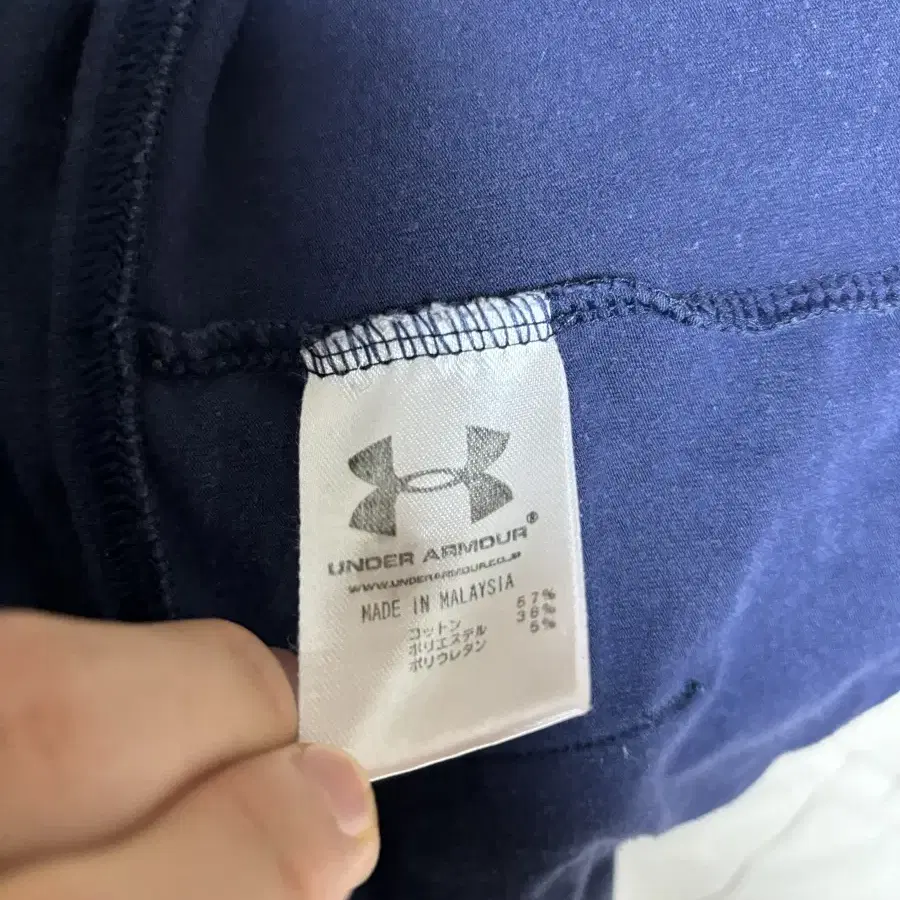 UNDER ARMOUR®
WWW.UNDERARMOUR.CO.JP
MADE IN MALAYSIA
コットン 57%
ポリエステル 38%
ポリウレタン 5%